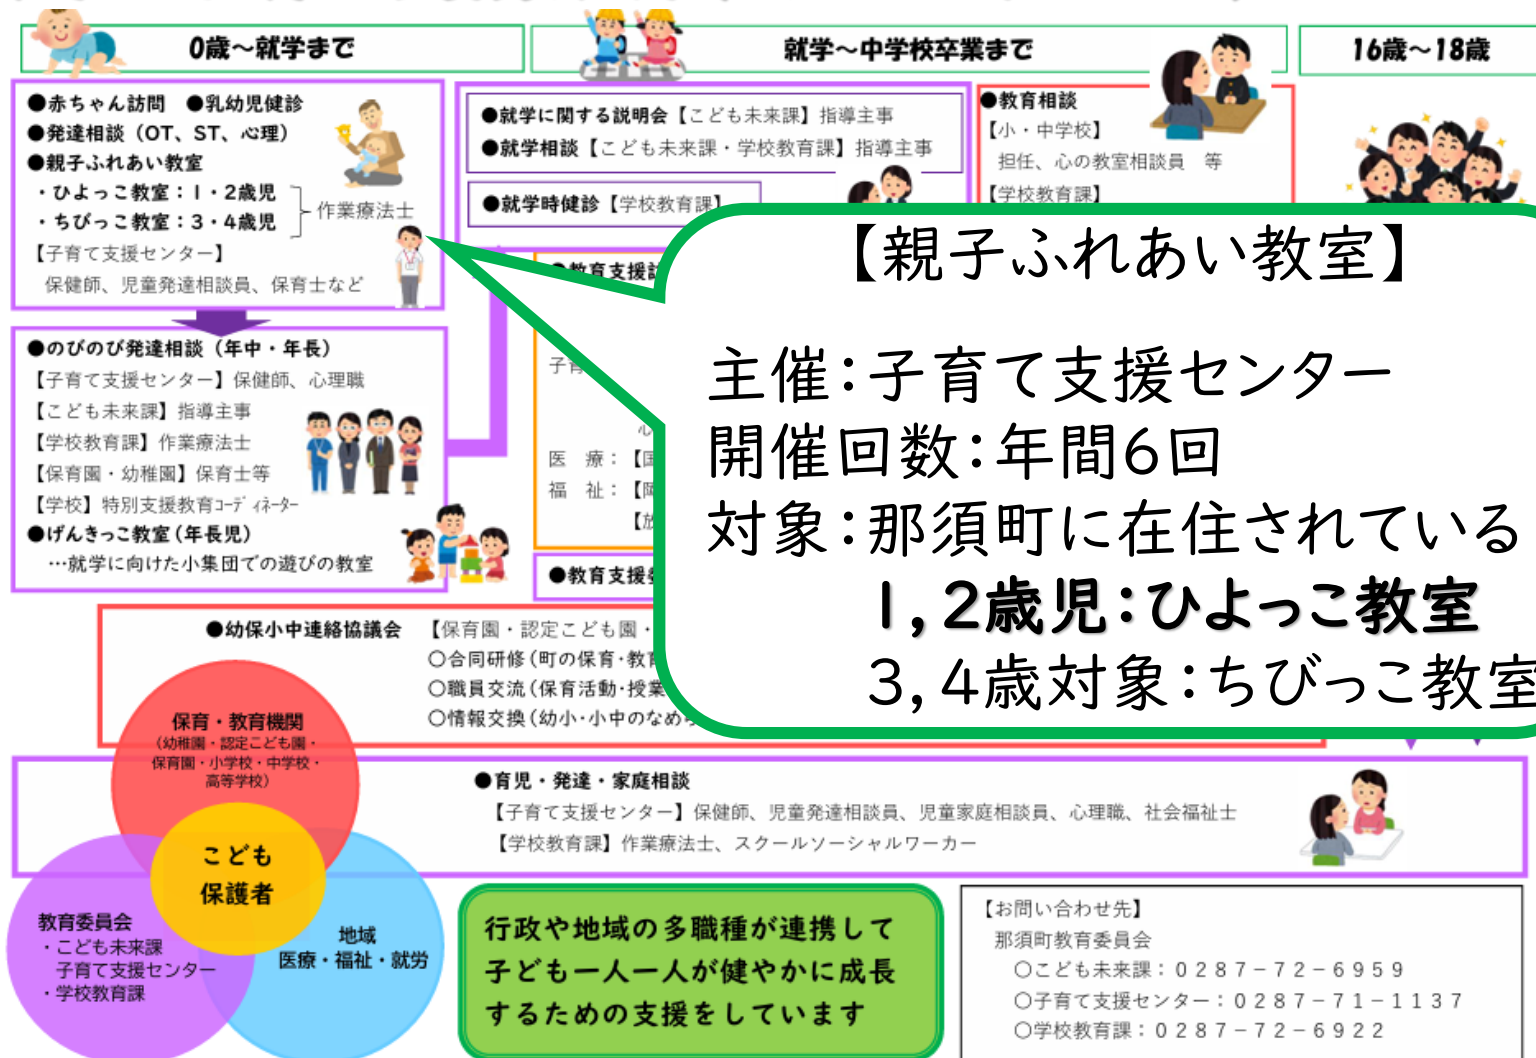 0歳～就学まで
就学～中学校卒業まで
16歳～18歳
●赤ちゃん訪問　●乳幼児健診
●発達相談（OT、ST、心理）
●親子ふれあい教室
・ひよっこ教室：1・2歳児
・ちびっこ教室：3・4歳児
作業療法士
【子育て支援センター】
保健師、児童発達相談員、保育士など
●のびのび発達相談（年中・年長）
【子育て支援センター】保健師、心理職
【こども未来課】指導主事
【学校教育課】作業療法士
【保育園・幼稚園】保育士等
【学校】特別支援教育ｺｰﾃﾞｨﾈｰﾀｰ
●げんきっこ教室（年長児）
…就学に向けた小集団での遊びの教室
●就学に関する説明会【こども未来課】指導主事
●就学相談【こども未来課・学校教育課】指導主事
●就学時健診【学校教育課】
●教育相談
【小・中学校】
担任、心の教室相談員　等
【学校教育課】
●教育支援
子育
心
医　療：【
福　祉：【
【放
●教育支援
【親子ふれあい教室】
主催：子育て支援センター
開催回数：年間6回
対象：那須町に在住されている
1,2歳児：ひよっこ教室
3,4歳対象：ちびっこ教室
●幼保小中連絡協議会　【保育園・認定こども園・
○合同研修（町の保育・教育
○職員交流（保育活動・授業
○情報交換（幼小・小中のなめ
●育児・発達・家庭相談
【子育て支援センター】保健師、児童発達相談員、児童家庭相談員、心理職、社会福祉士
【学校教育課】作業療法士、スクールソーシャルワーカー
保育・教育機関
（幼稚園・認定こども園・
保育園・小学校・中学校・
高等学校）
こども
保護者
教育委員会
・こども未来課
子育て支援センター
・学校教育課
地域
医療・福祉・就労
行政や地域の多職種が連携して
子ども一人一人が健やかに成長
するための支援をしています
【お問い合わせ先】
那須町教育委員会
○こども未来課：０２８７－７２－６９５９
○子育て支援センター：０２８７－７１－１１３７
○学校教育課：０２８７－７２－６９２２